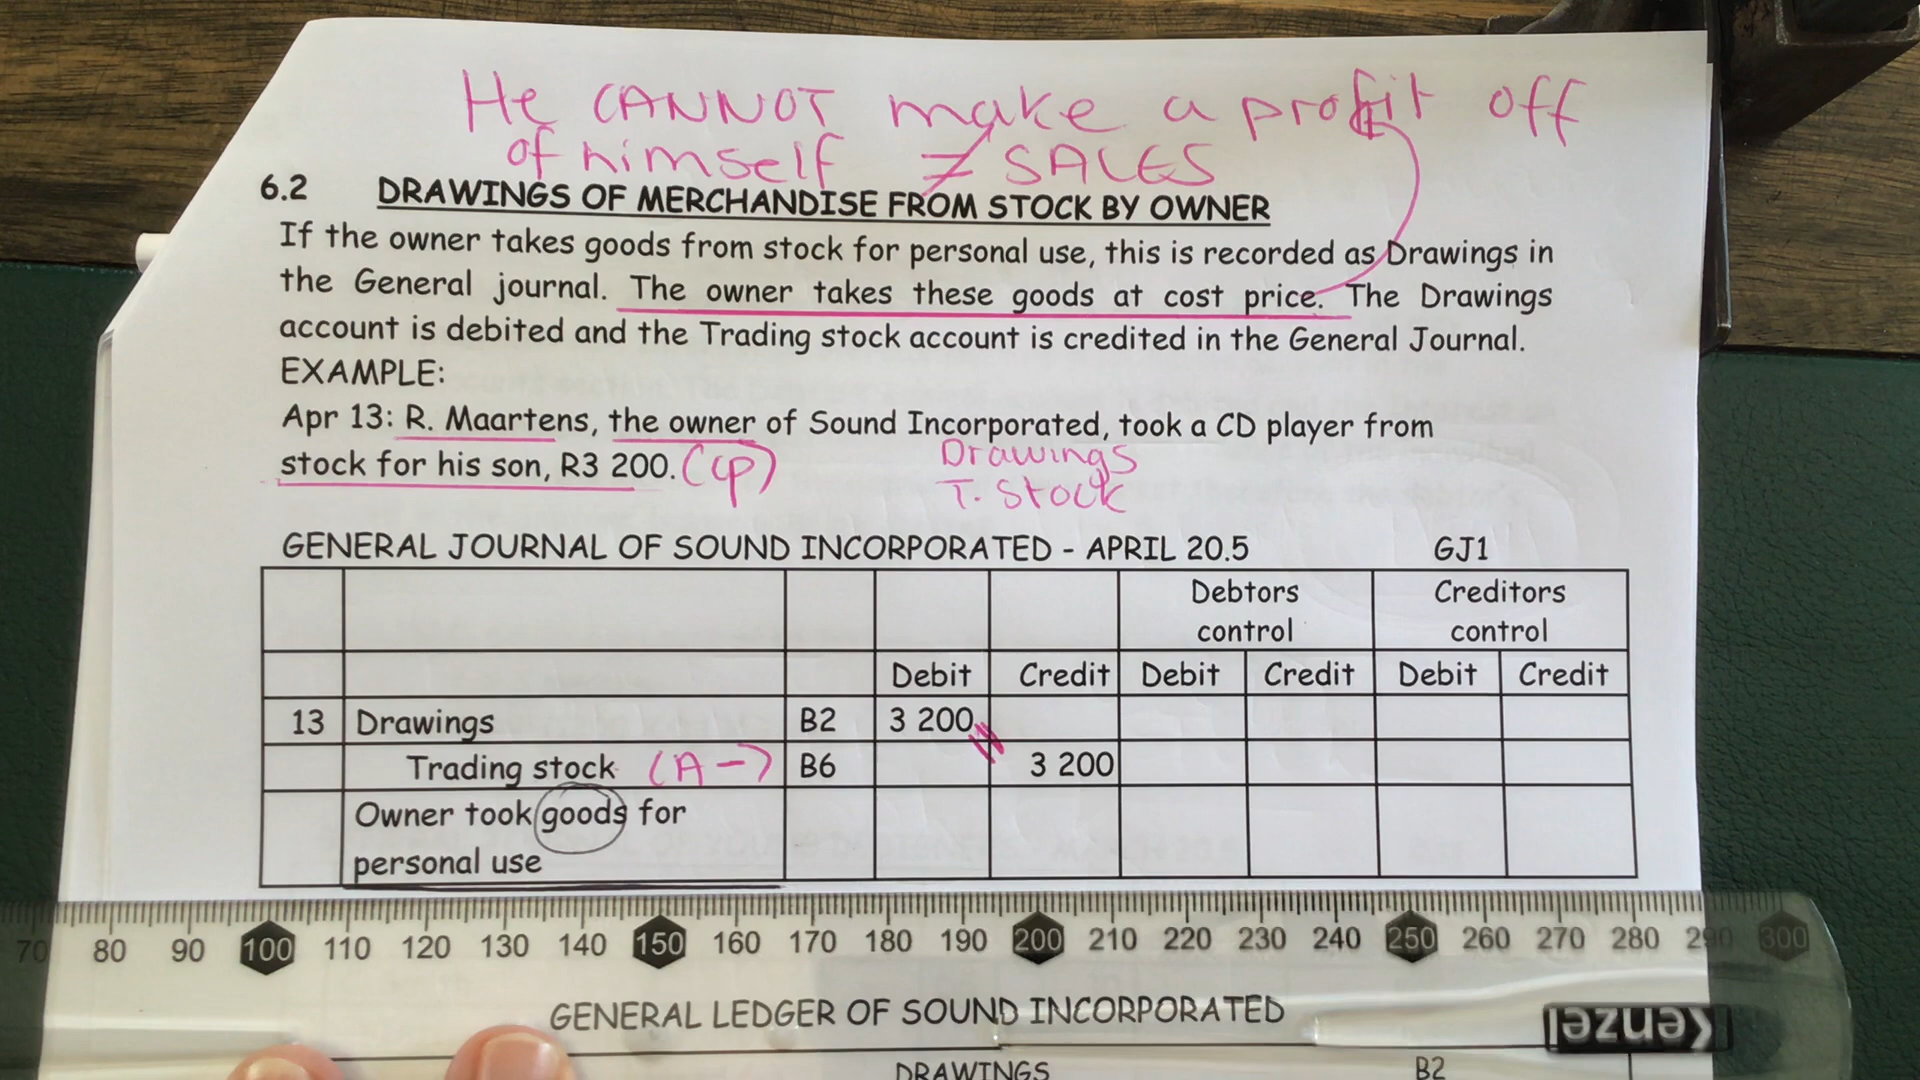 He CANNOT make a profit off
of himself ≠ SALES
6.2 DRAWINGS OF MERCHANDISE FROM STOCK BY OWNER
If the owner takes goods from stock for personal use, this is recorded as Drawings in
the General journal. The owner takes these goods at cost price. The Drawings
account is debited and the Trading stock account is credited in the General Journal.
EXAMPLE:
Apr 13: R. Maartens, the owner of Sound Incorporated, took a CD player from
stock for his son, R3 200. (cp)
Drawings
T. Stock
GENERAL JOURNAL OF SOUND INCORPORATED - APRIL 20.5 GJ1
Debtors control Creditors control
Debit Credit Debit Credit Debit Credit
13 Drawings B2 3 200
Trading stock (A -) B6 3 200
Owner took goods for
personal use
70 80 90 100 110 120 130 140 150 160 170 180 190 200 210 220 230 240 250 260 270 280 290 300
GENERAL LEDGER OF SOUND INCORPORATED
Kenzel
DRAWINGS B2